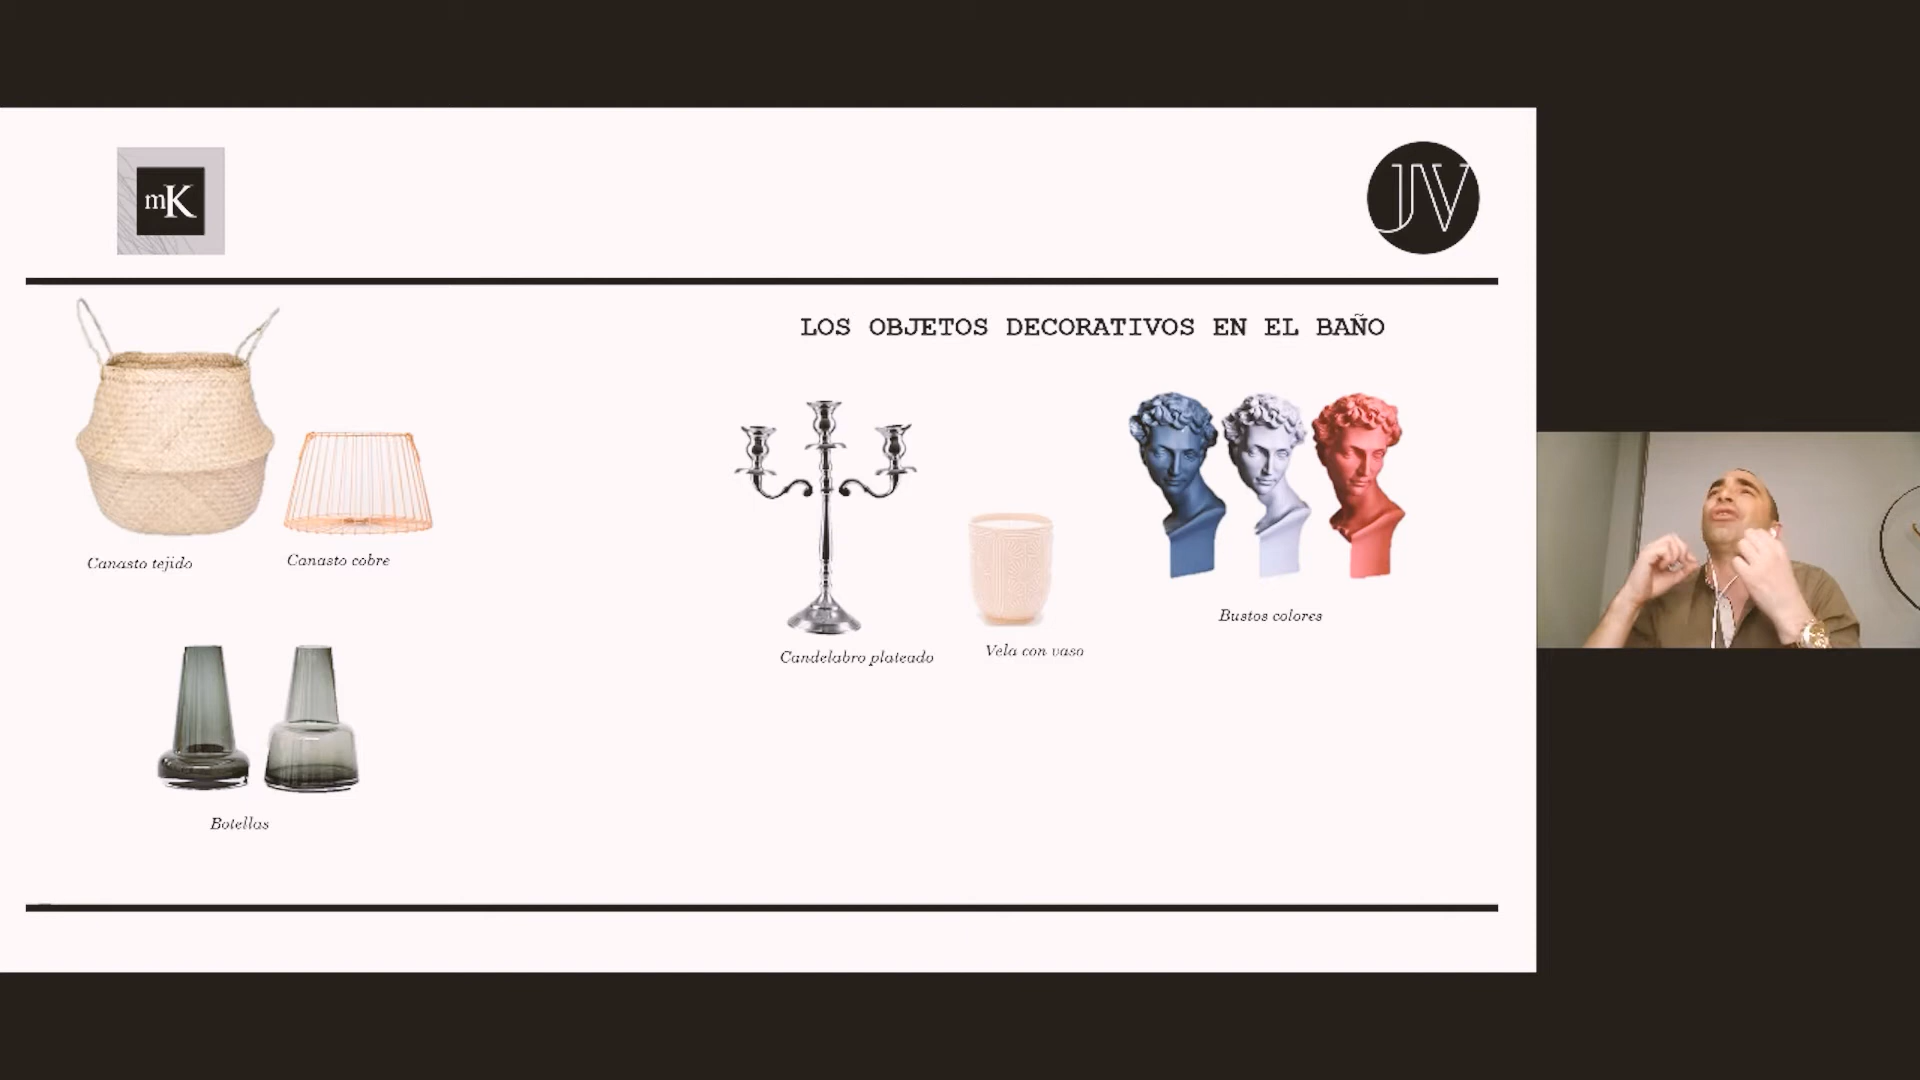 mK
JV
LOS OBJETOS DECORATIVOS EN EL BAÑO
Canasto tejido
Canasto cobre
Candelabro plateado
Vela con vaso
Bustos colores
Botellas